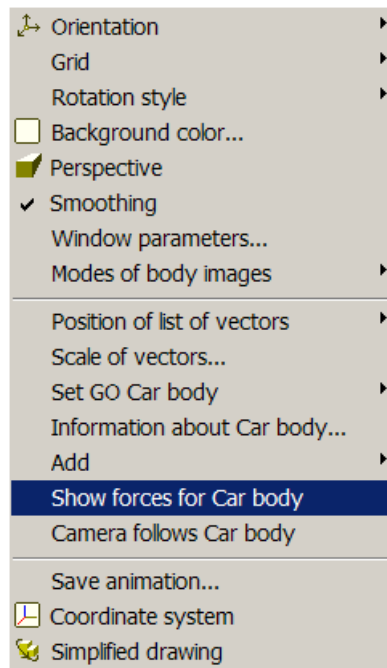 Orientation
Grid
Rotation style
Background color...
Perspective
Smoothing
Window parameters...
Modes of body images
Position of list of vectors
Scale of vectors...
Set GO Car body
Information about Car body...
Add
Show forces for Car body
Camera follows Car body
Save animation...
Coordinate system
Simplified drawing